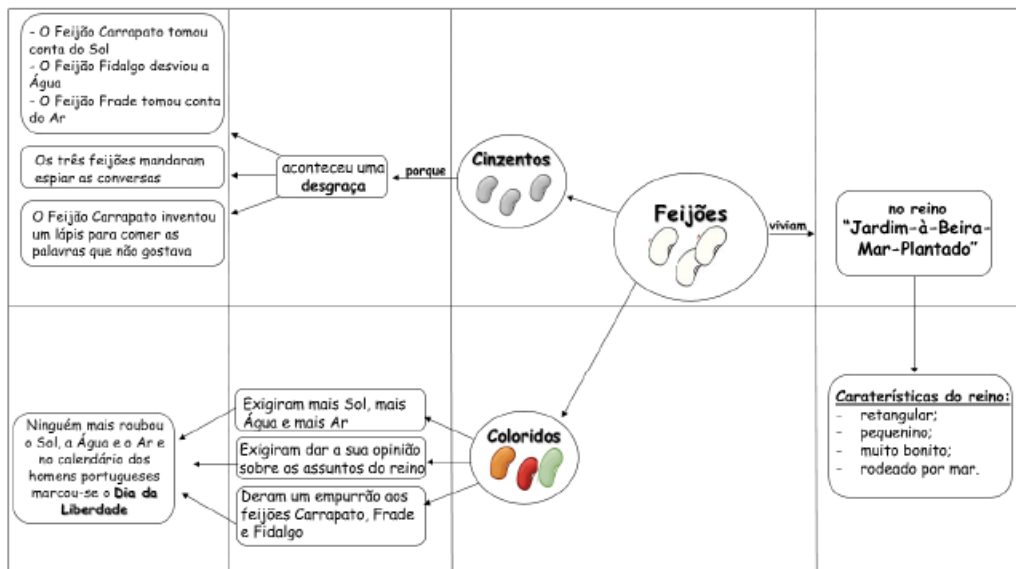 - O Feijão Carrapato tomou
conta do Sol
- O Feijão Fidalgo desviou a
Água
- O Feijão Frade tomou conta
do Ar
Os três feijões mandaram
espiar as conversas
O Feijão Carrapato inventou
um lápis para comer as
palavras que não gostava
aconteceu uma
desgraça
porque
Cinzentos
Feijões
viviam
no reino
"Jardim-à-Beira-
Mar-Plantado"
Caraterísticas do reino:
- retangular;
- pequenino;
- muito bonito;
- rodeado por mar.
Coloridos
Exigiram mais Sol, mais
Água e mais Ar
Exigiram dar a sua opinião
sobre os assuntos do reino
Deram um empurrão aos
feijões Carrapato, Frade
e Fidalgo
Ninguém mais roubou
o Sol, a Água e o Ar e
no calendário dos
homens portugueses
marcou-se o Dia da
Liberdade